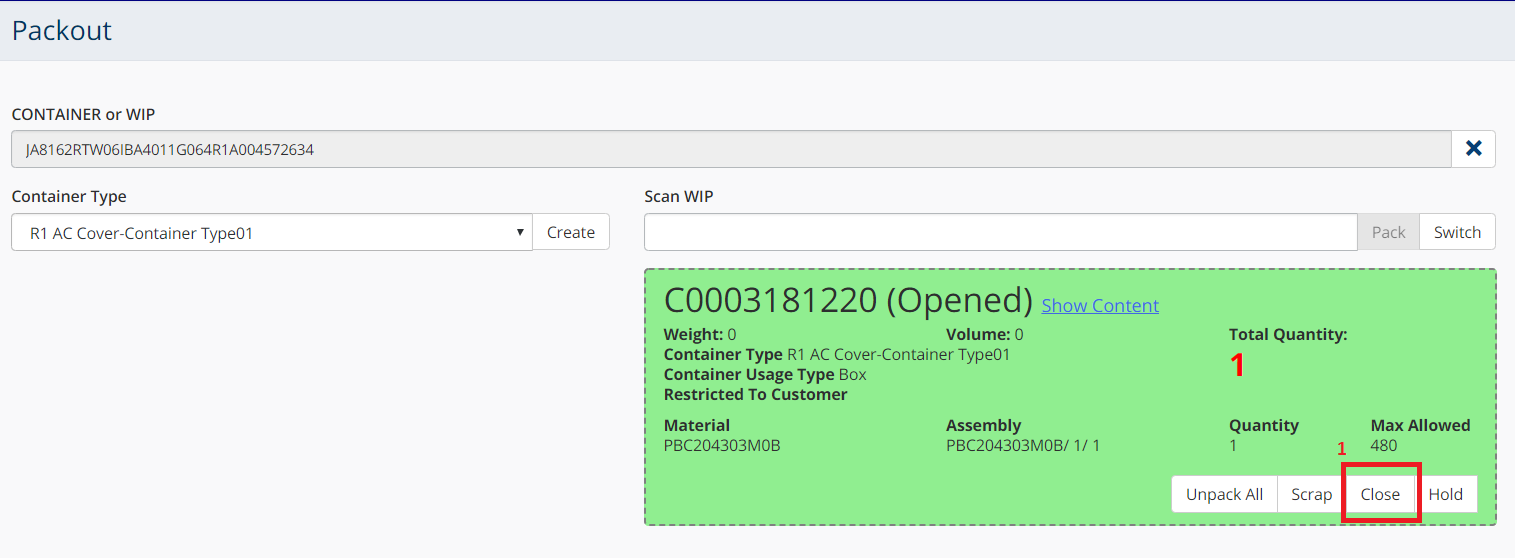 Packout
CONTAINER or WIP
JA8162RTW06IBA4011G064R1A004572634
Container Type
Scan WIP
R1 AC Cover-Container Type01
Create
Pack
Switch
C0003181220 (Opened) Show Content
Weight: 0
Volume: 0
Total Quantity:
Container Type R1 AC Cover-Container Type01
1
Container Usage Type Box
Restricted To Customer
Material
Assembly
Quantity
Max Allowed
PBC204303M0B
PBC204303M0B/ 1/ 1
1
1
480
Unpack All
Scrap
Close
Hold